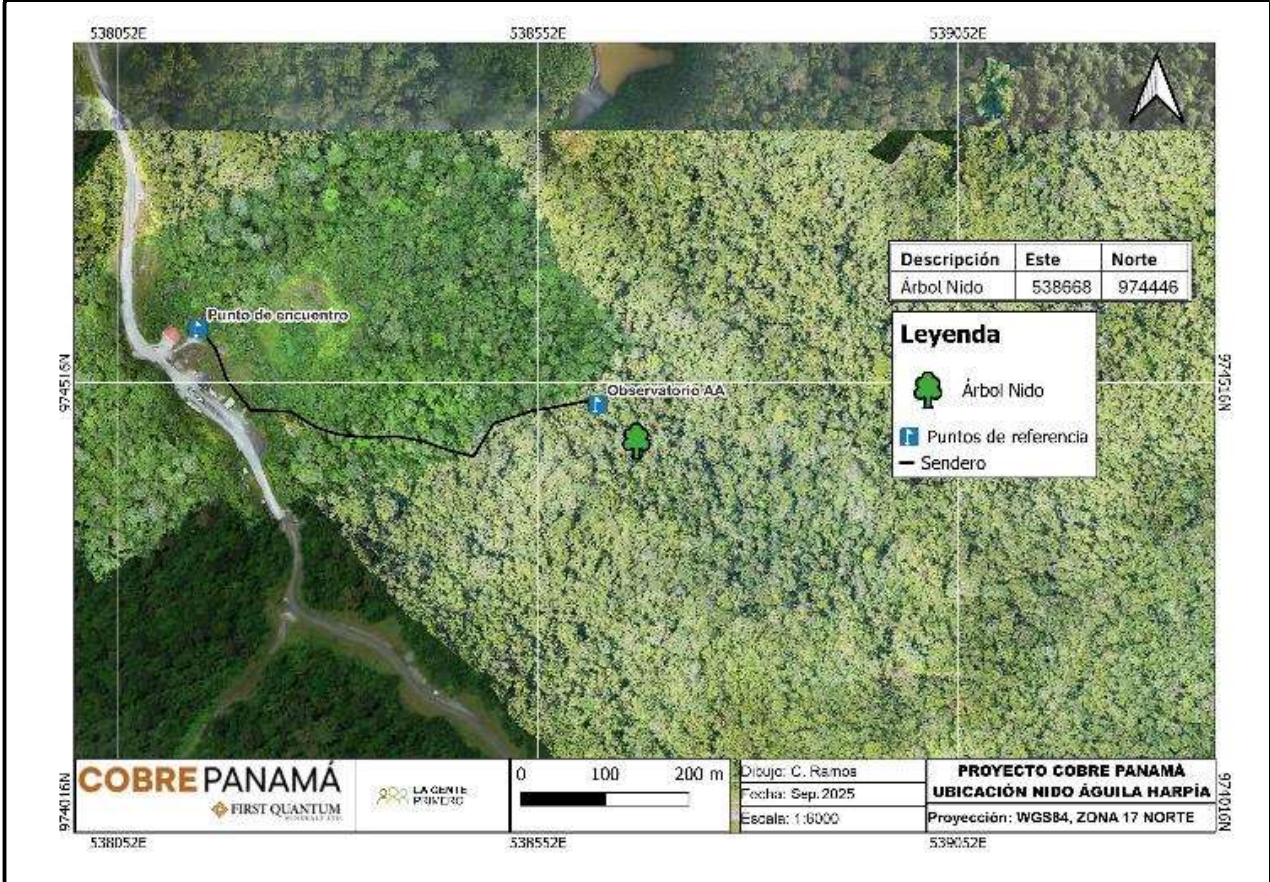 538052E
538552E
539052E
Descripción Este Norte
Árbol Nido 538668 974446
Punto de encuentro
Leyenda
Árbol Nido
Puntos de referencia
Sendero
974516N
974516N
Observatorio AA
COBRE PANAMÁ
FIRST QUANTUM
MINERALS LTD.
LA GENTE
PRIMERO
0 100 200 m
Dibujo: C. Ramos
Fecha: Sep.2025
Escala: 1:6000
PROYECTO COBRE PANAMÁ
UBICACIÓN NIDO ÁGUILA HARPÍA
Proyección: WGS84, ZONA 17 NORTE
974016N
974016N
538052E
538552E
539052E